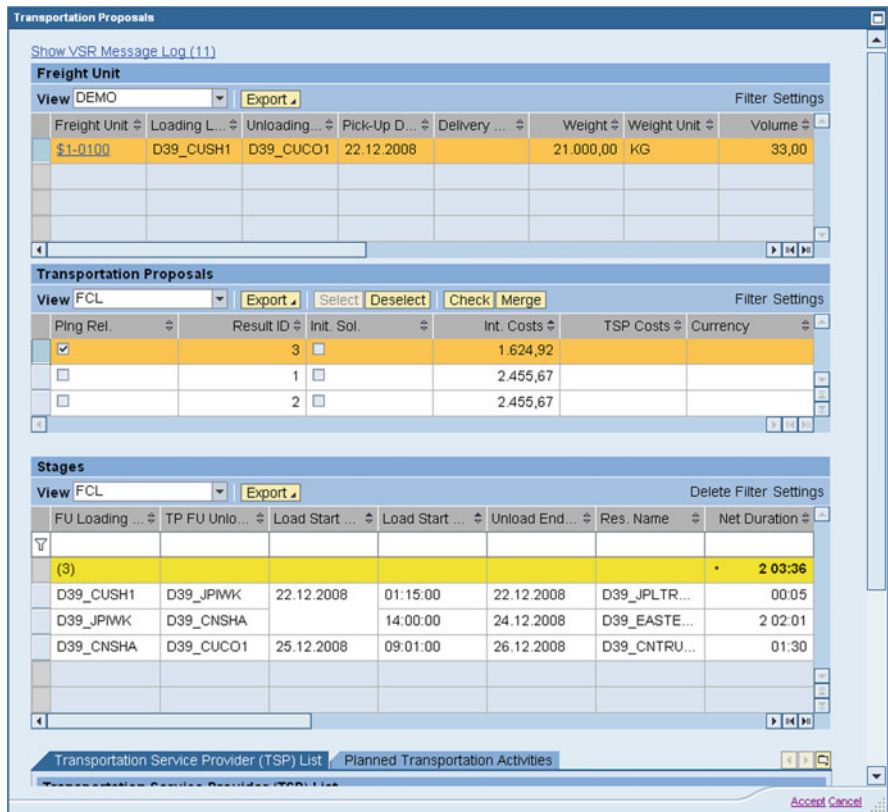 Transportation Proposals
Show VSR Message Log (11)
Freight Unit
View DEMO Export Filter Settings
Freight Unit Loading L... Unloading... Pick-Up D... Delivery ... Weight Weight Unit Volume
$1-0100 D39_CUSH1 D39_CUCO1 22.12.2008 21.000,00 KG 33,00
Transportation Proposals
View FCL Export Select Deselect Check Merge Filter Settings
Plng Rel. Result ID Init. Sol. Int. Costs TSP Costs Currency
3 1.624,92
1 2.455,67
2 2.455,67
Stages
View FCL Export Delete Filter Settings
FU Loading ... TP FU Unlo... Load Start ... Load Start ... Unload End... Res. Name Net Duration
(3) • 2 03:36
D39_CUSH1 D39_JPIWK 22.12.2008 01:15:00 22.12.2008 D39_JPLTR... 00:05
D39_JPIWK D39_CNSHA 14:00:00 24.12.2008 D39_EASTE... 2 02:01
D39_CNSHA D39_CUCO1 25.12.2008 09:01:00 26.12.2008 D39_CNTRU... 01:30
Transportation Service Provider (TSP) List Planned Transportation Activities
Transportation Service Provider (TSP) List
Accept Cancel